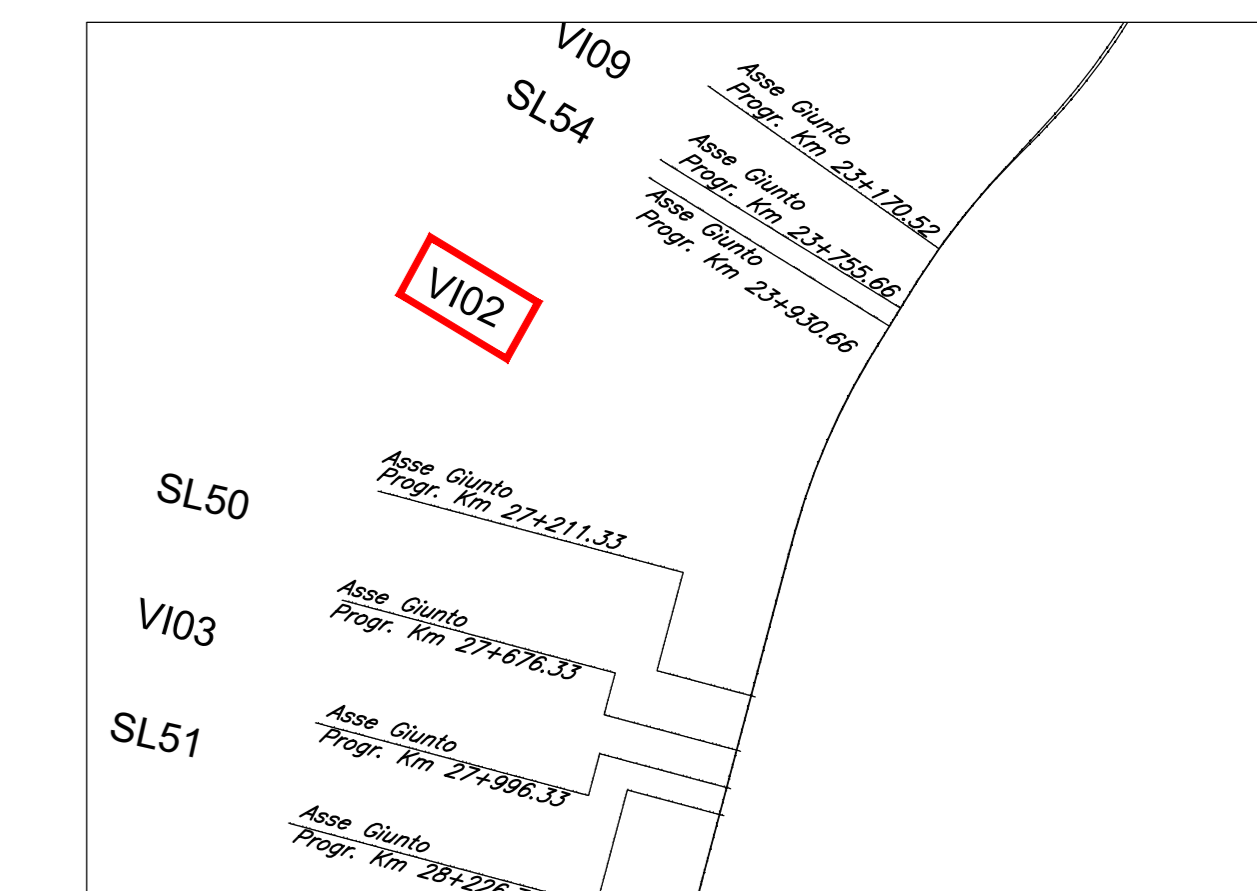 VI09
SL54
Asse Giunto
Progr. Km 23+170.52
Asse Giunto
Progr. Km 23+755.66
Asse Giunto
Progr. Km 23+930.66
VI02
SL50
Asse Giunto
Progr. Km 27+211.33
VI03
Asse Giunto
Progr. Km 27+676.33
SL51
Asse Giunto
Progr. Km 27+996.33
Asse Giunto
Progr. Km